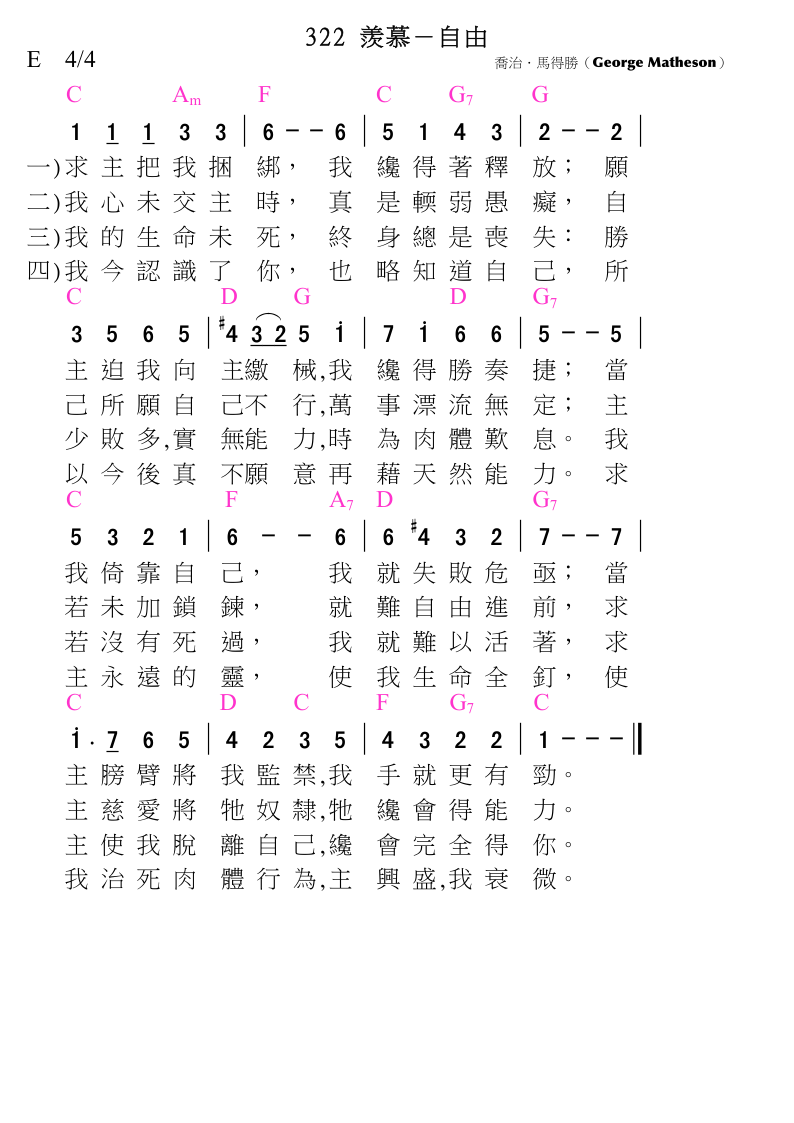 322 羨慕－自由
E 4/4 喬治．馬得勝（George Matheson）
C Am F C G7 G
1 1 1 3 3 | 6 － － 6 | 5 1 4 3 | 2 － － 2 |
一)求主把我捆 綁， 我 纔得著釋 放； 願
二)我心未交主 時， 真 是輭弱愚 癡， 自
三)我的生命未 死， 終 身總是喪 失： 勝
四)我今認識了 你， 也 略知道自 己， 所
C D G D G7
3 5 6 5 | ♯4 3 2 5 1 | 7 1 6 6 | 5 － － 5 |
主迫我向 主繳 械,我 纔得勝奏 捷； 當
己所願自 己不 行,萬 事漂流無 定； 主
少敗多,實 無能 力,時 為肉體歎 息。 我
以今後真 不願 意再 藉天然能 力。 求
C F A7 D G7
5 3 2 1 | 6 － － 6 | 6 ♯4 3 2 | 7 － － 7 |
我倚靠自 己， 我 就失敗危 亟； 當
若未加鎖 鍊， 就 難自由進 前， 求
若沒有死 過， 我 就難以活 著， 求
主永遠的 靈， 使 我生命全 釘， 使
C D C F G7 C
1．7 6 5 | 4 2 3 5 | 4 3 2 2 | 1 － － － ‖
主膀臂將 我監禁,我 手就更有 勁。
主慈愛將 牠奴隸,牠 纔會得能 力。
主使我脫 離自己,纔 會完全得 你。
我治死肉 體行為,主 興盛,我衰 微。